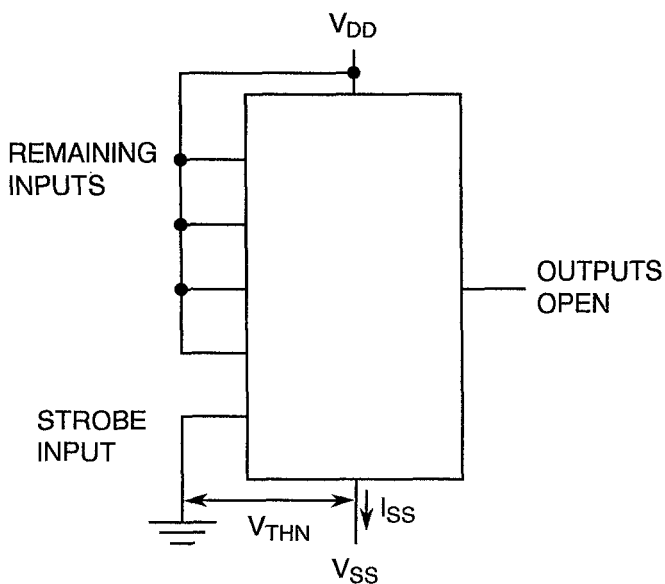 VDD
REMAINING
INPUTS
OUTPUTS
OPEN
STROBE
INPUT
VTHN
ISS
VSS